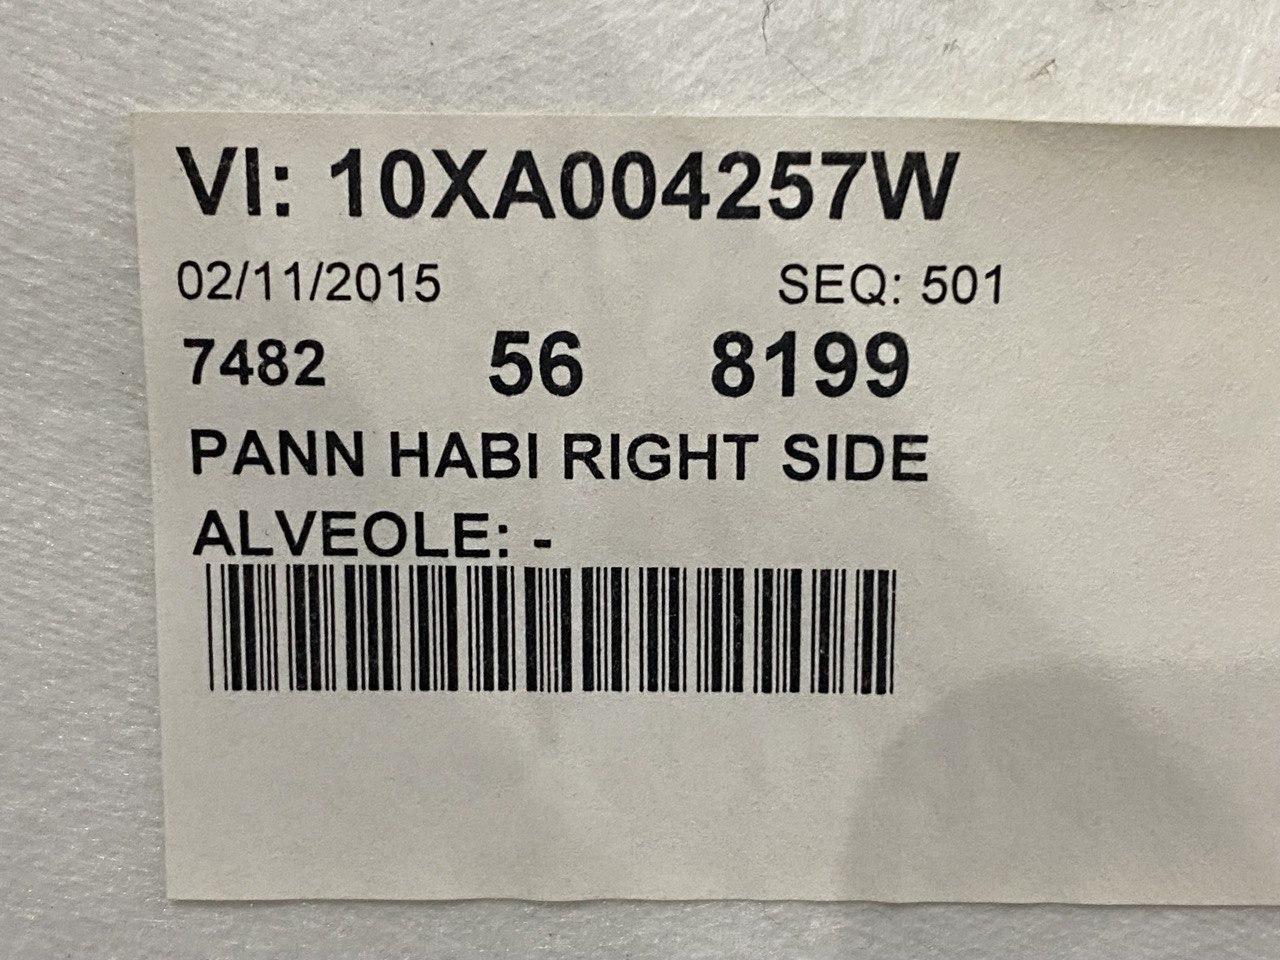 VI: 10XA004257W
02/11/2015 SEQ: 501
7482 56 8199
PANN HABI RIGHT SIDE
ALVEOLE: -